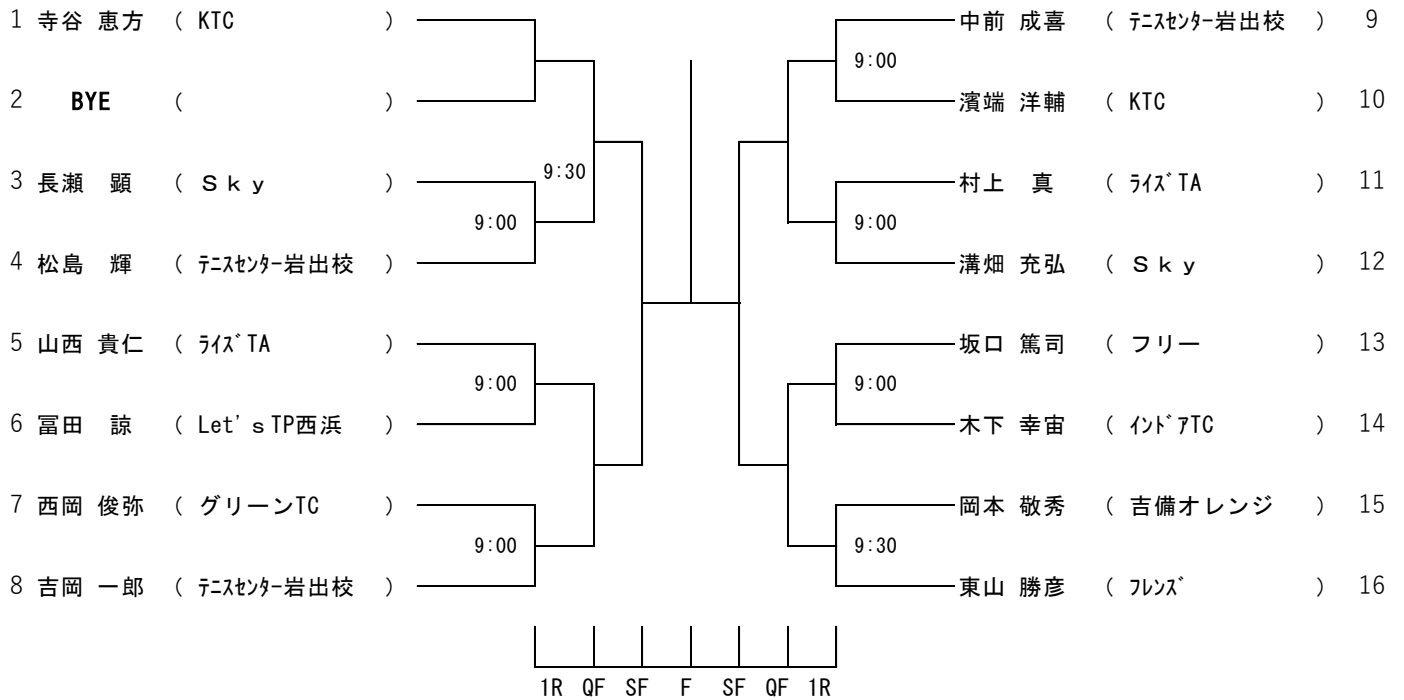 1 寺谷 恵方 ( KTC ) 中前 成喜 ( ﾃﾆｽｾﾝﾀｰ岩出校 ) 9
9:00
2 BYE ( ) 濱端 洋輔 ( KTC ) 10
9:30
3 長瀬 顕 ( Ｓｋｙ ) 村上 真 ( ﾗｲｽﾞTA ) 11
9:00 9:00
4 松島 輝 ( ﾃﾆｽｾﾝﾀｰ岩出校 ) 溝畑 充弘 ( Ｓｋｙ ) 12
5 山西 貴仁 ( ﾗｲｽﾞTA ) 坂口 篤司 ( フリー ) 13
9:00 9:00
6 冨田 諒 ( Let'ｓTP西浜 ) 木下 幸宙 ( ｲﾝﾄﾞｱTC ) 14
7 西岡 俊弥 ( グリーンTC ) 岡本 敬秀 ( 吉備オレンジ ) 15
9:00 9:30
8 吉岡 一郎 ( ﾃﾆｽｾﾝﾀｰ岩出校 ) 東山 勝彦 ( ﾌﾚﾝｽﾞ ) 16
1R QF SF F SF QF 1R